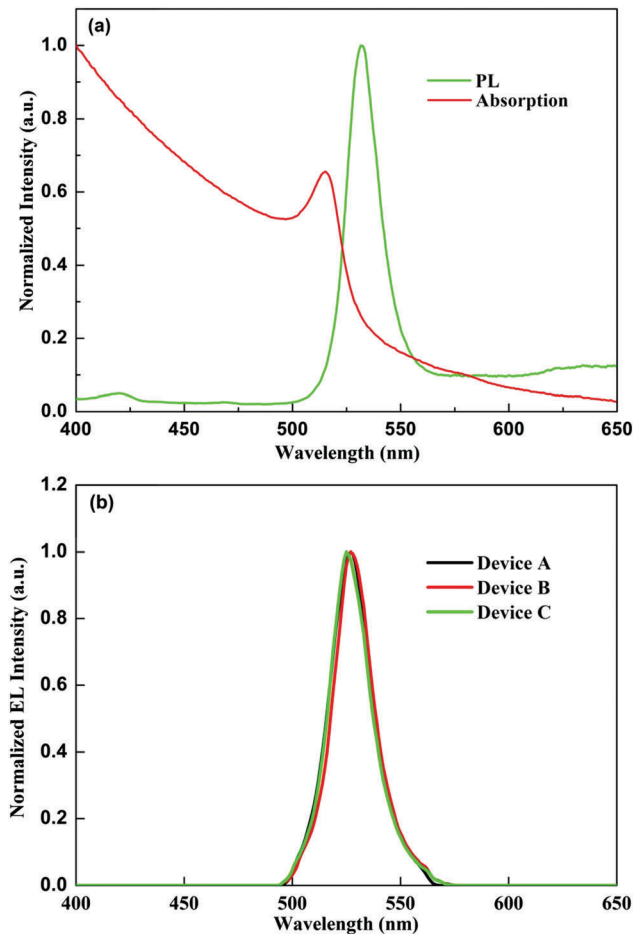 (a)
1.0
0.8
0.6
0.4
0.2
0.0
Normalized Intensity (a.u.)
PL
Absorption
400 450 500 550 600 650
Wavelength (nm)
(b)
1.2
1.0
0.8
0.6
0.4
0.2
0.0
Normalized EL Intensity (a.u.)
Device A
Device B
Device C
400 450 500 550 600 650
Wavelength (nm)